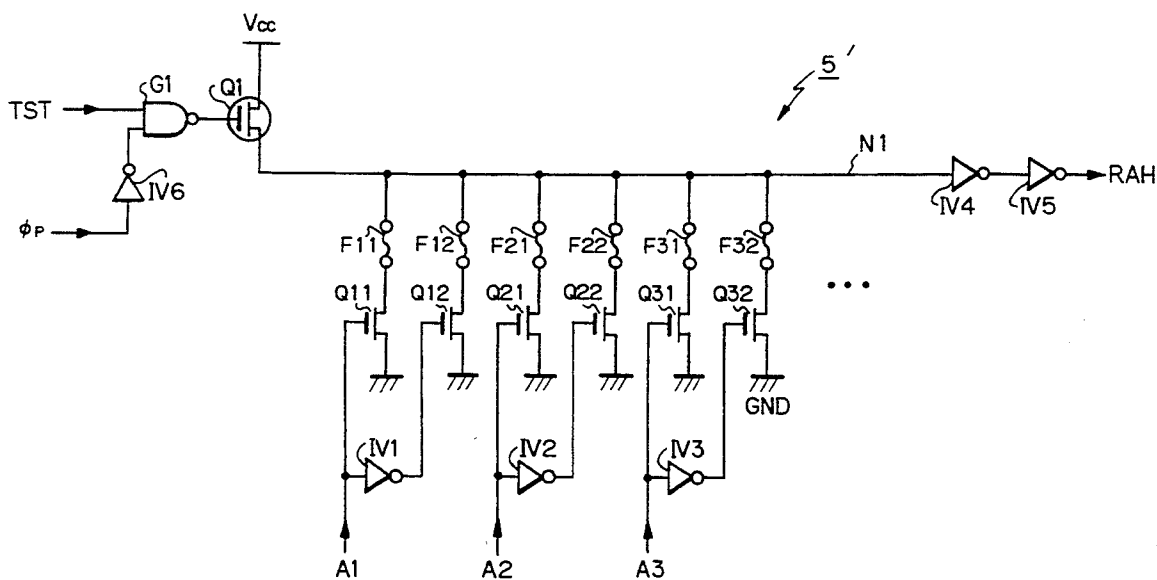 Vcc
5'
G1
Q1
TST
N1
IV6
IV4
IV5
RAH
φP
F11
F12
F21
F22
F31
F32
Q11
Q12
Q21
Q22
Q31
Q32
...
GND
IV1
IV2
IV3
A1
A2
A3